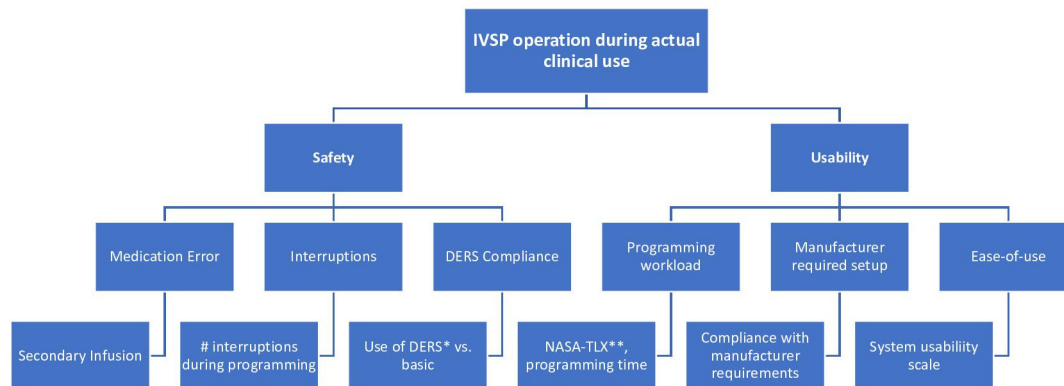 IVSP operation during actual
clinical use
Safety
Usability
Medication Error
Interruptions
DERS Compliance
Programming
workload
Manufacturer
required setup
Ease-of-use
Secondary Infusion
# interruptions
during programming
Use of DERS* vs.
basic
NASA-TLX**,
programming time
Compliance with
manufacturer
requirements
System usability
scale